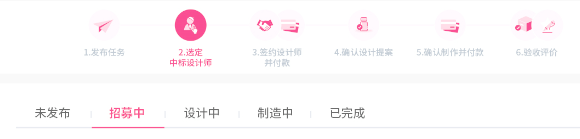 1.发布任务
2.选定
中标设计师
3.签约设计师
并付款
4.确认设计提案
5.确认制作并付款
6.验收评价
未发布
招募中
设计中
制造中
已完成